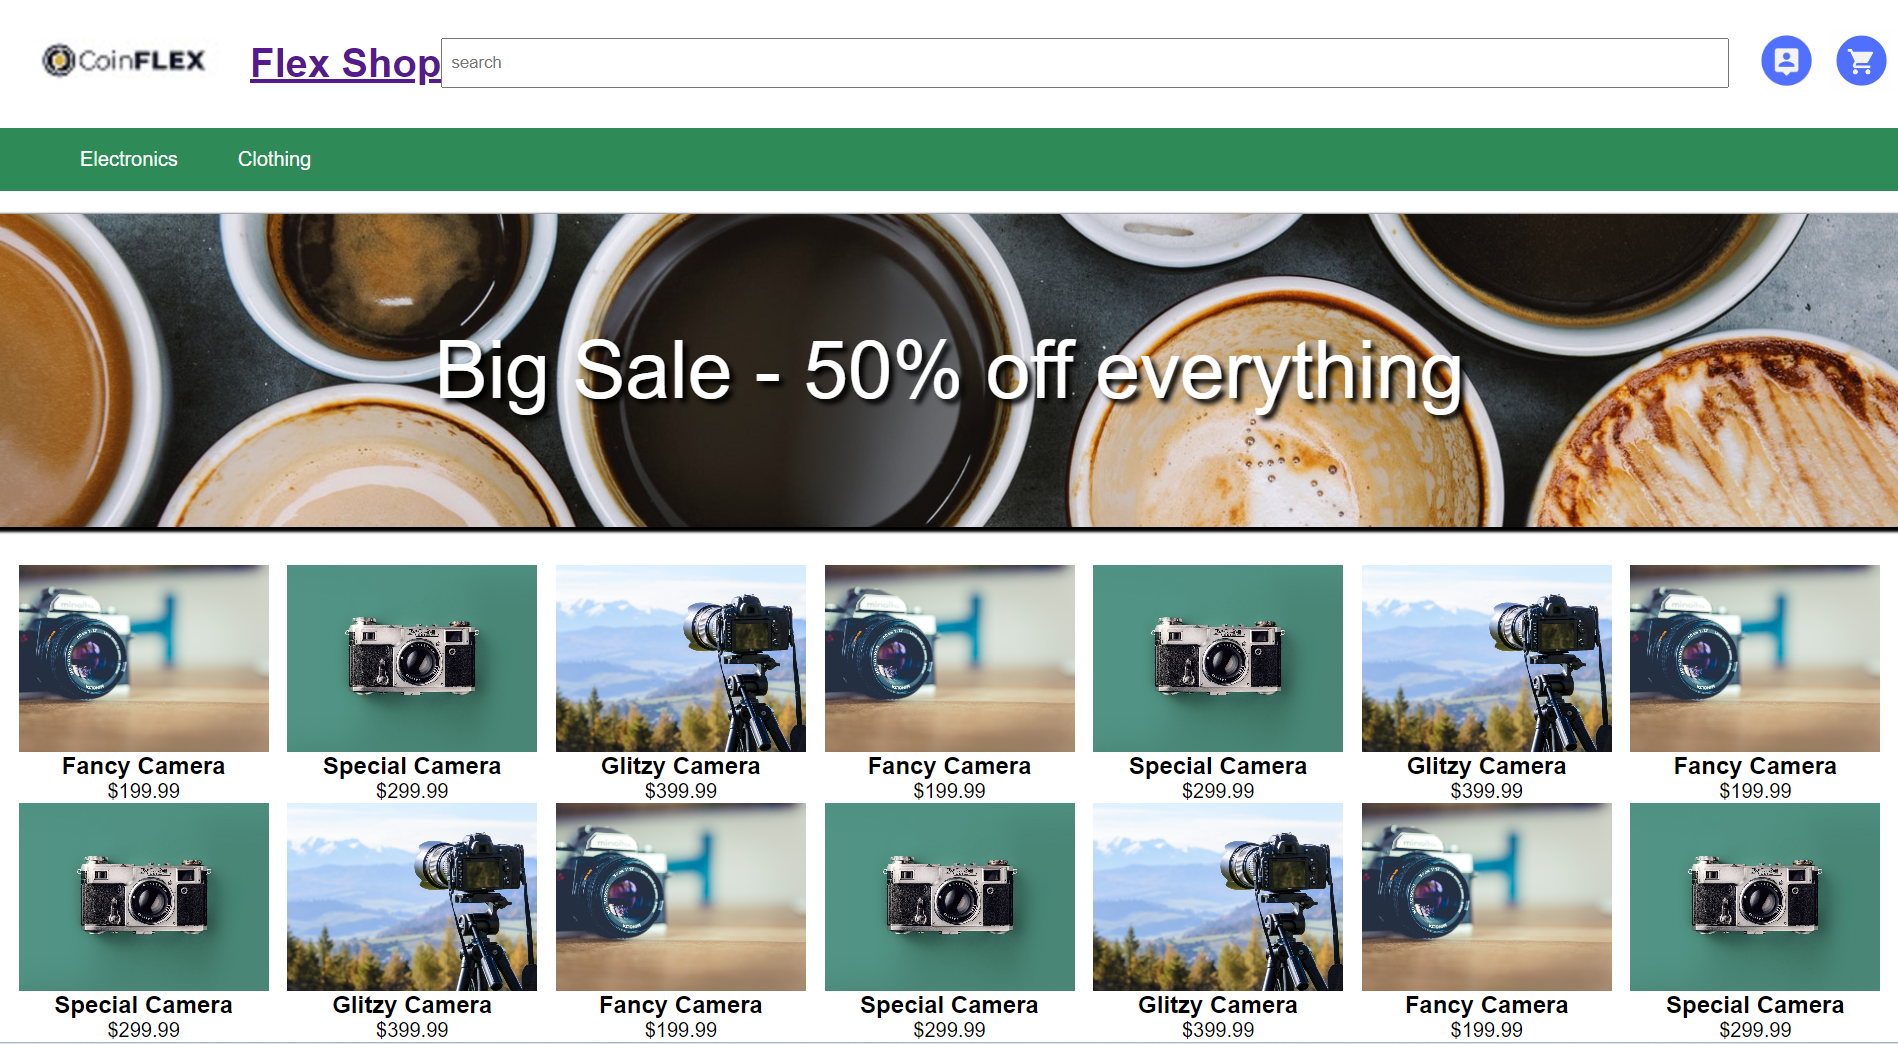 CoinFLEX
Flex Shop
search
Electronics
Clothing
Big Sale - 50% off everything
Fancy Camera
$199.99
Special Camera
$299.99
Glitzy Camera
$399.99
Fancy Camera
$199.99
Special Camera
$299.99
Glitzy Camera
$399.99
Fancy Camera
$199.99
Special Camera
$299.99
Glitzy Camera
$399.99
Fancy Camera
$199.99
Special Camera
$299.99
Glitzy Camera
$399.99
Fancy Camera
$199.99
Special Camera
$299.99